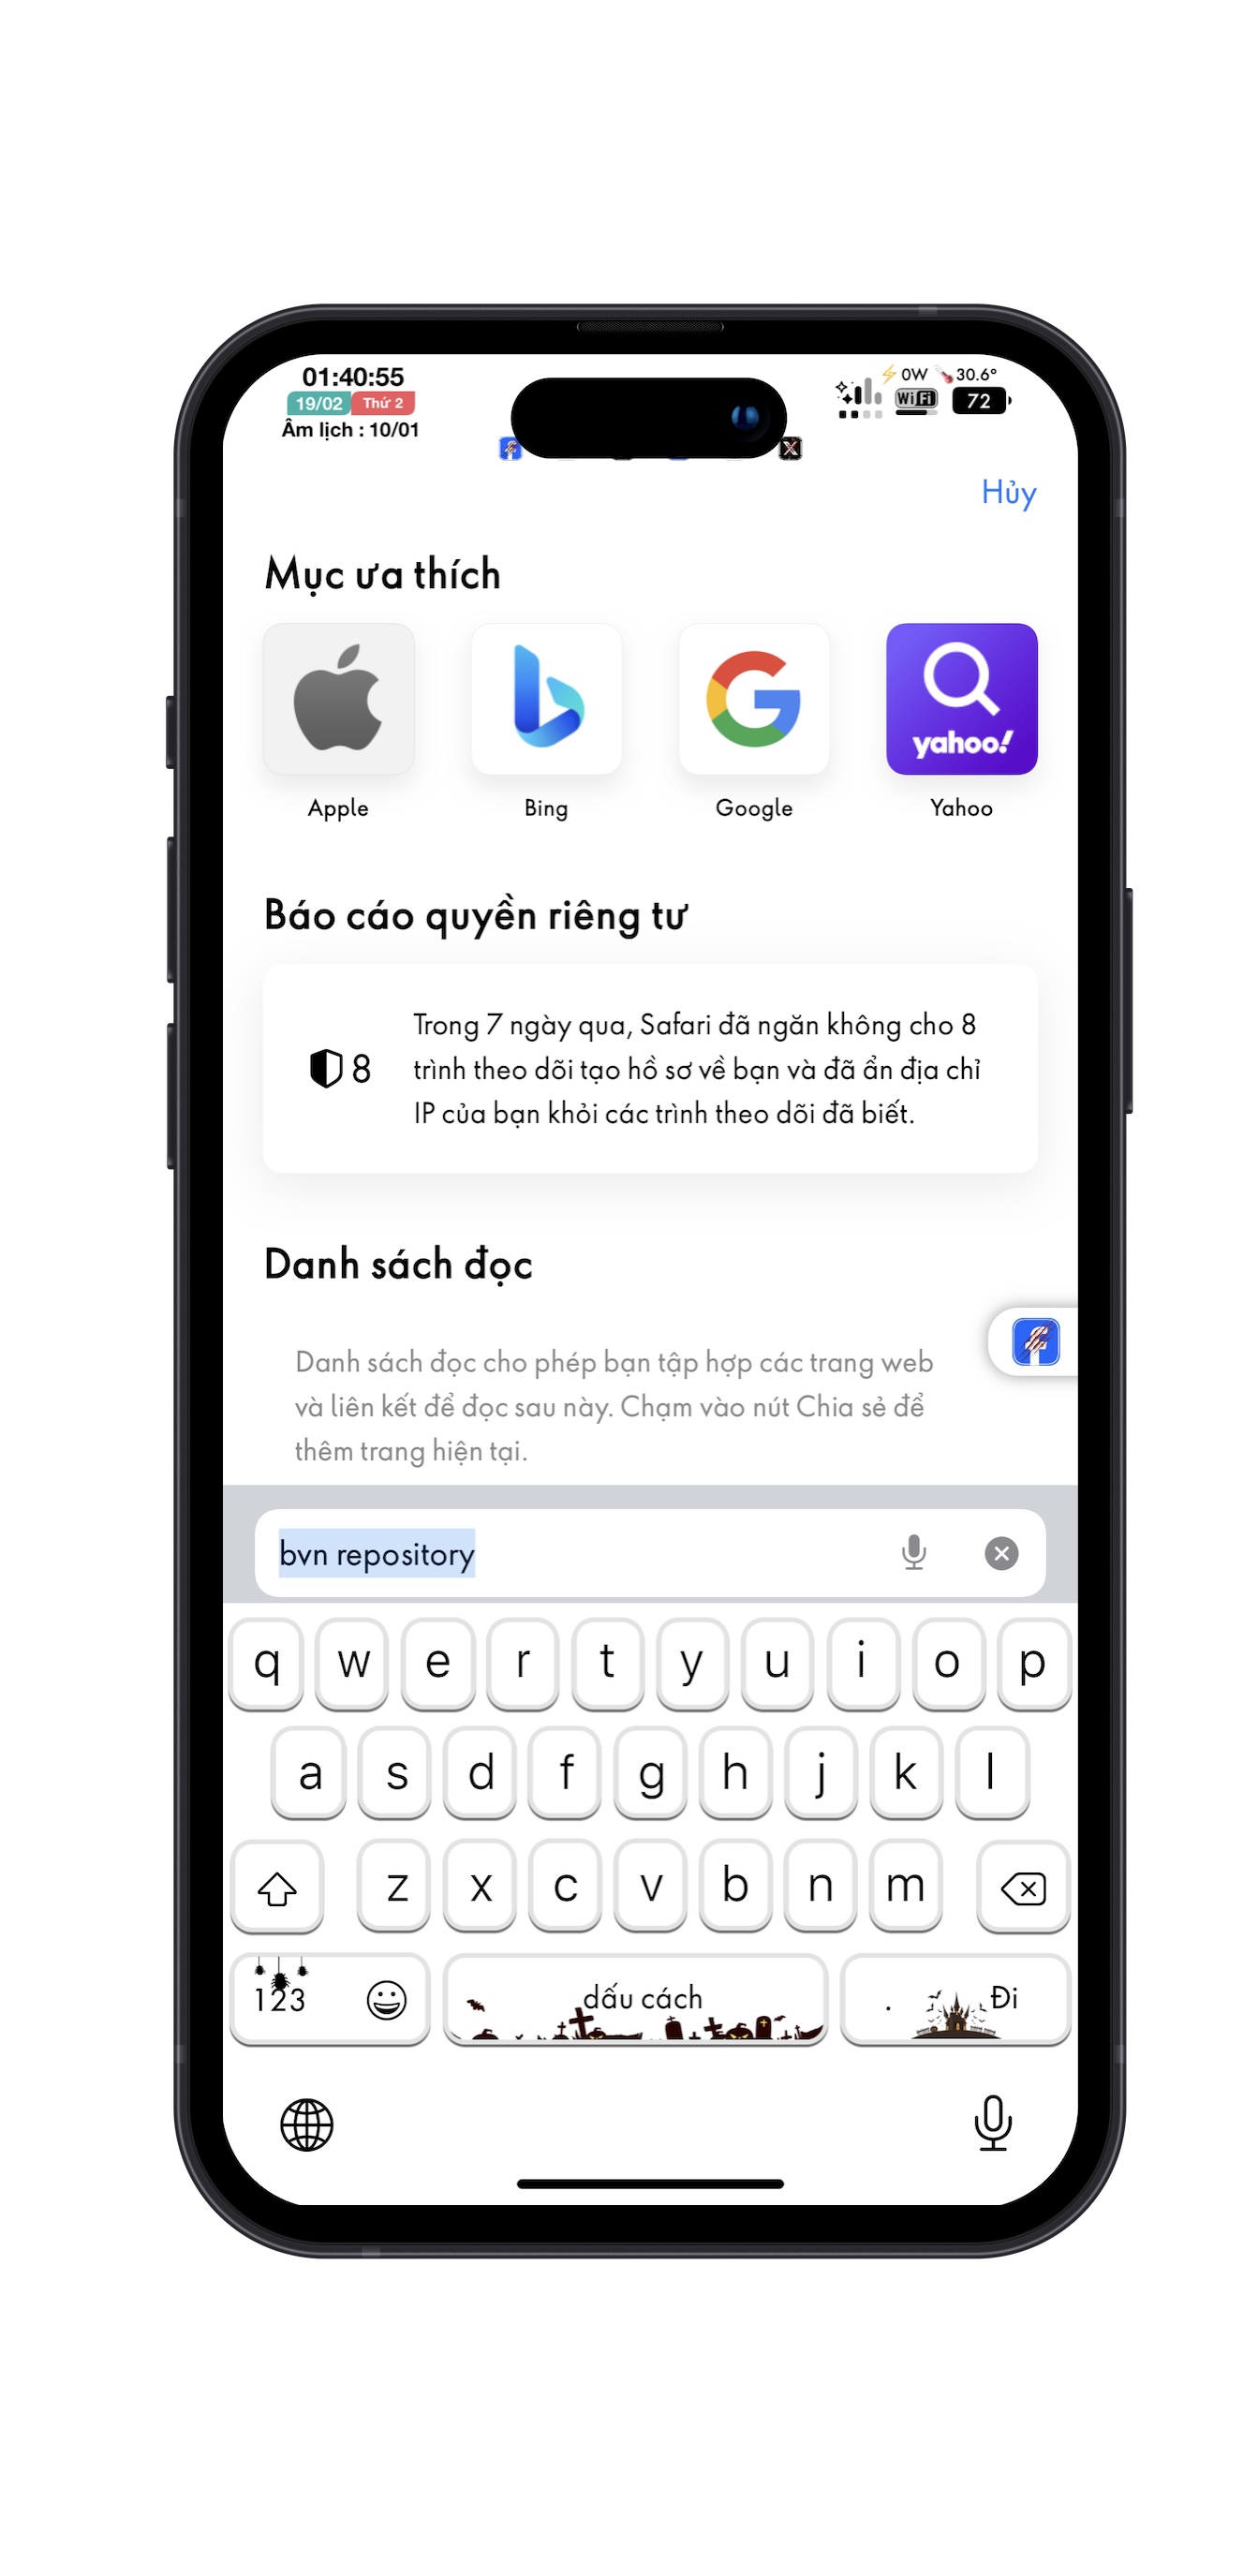 01:40:55
19/02 Thứ 2
Âm lịch : 10/01
0W 30.6°
WiFi 72
Hủy
Mục ưa thích
yahoo!
Apple Bing Google Yahoo
Báo cáo quyền riêng tư
8
Trong 7 ngày qua, Safari đã ngăn không cho 8
trình theo dõi tạo hồ sơ về bạn và đã ẩn địa chỉ
IP của bạn khỏi các trình theo dõi đã biết.
Danh sách đọc
Danh sách đọc cho phép bạn tập hợp các trang web
và liên kết để đọc sau này. Chạm vào nút Chia sẻ để
thêm trang hiện tại.
bvn repository
q w e r t y u i o p
a s d f g h j k l
z x c v b n m
123 dấu cách . Đi